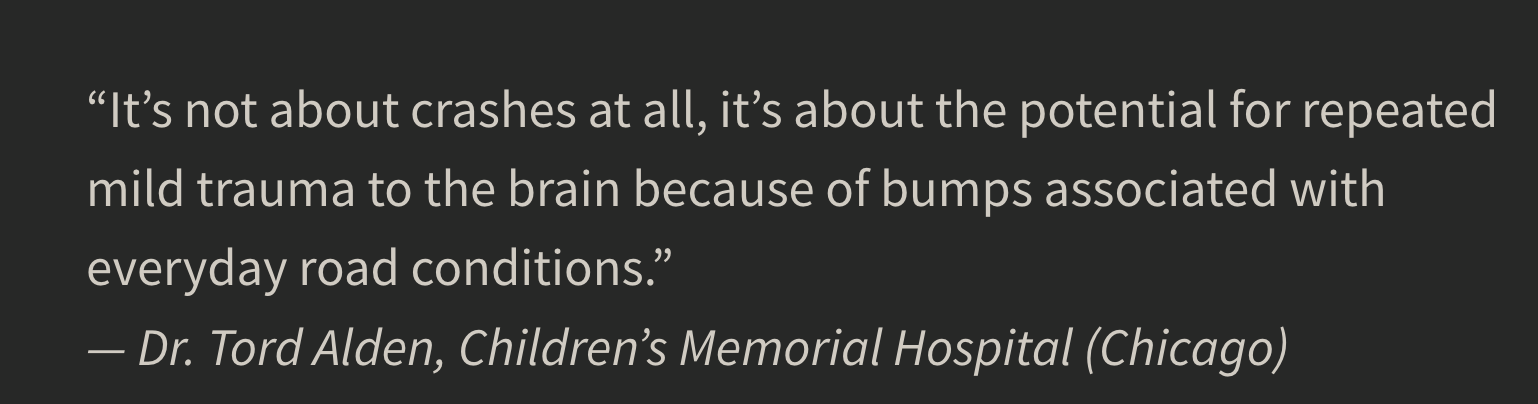 “It’s not about crashes at all, it’s about the potential for repeated
mild trauma to the brain because of bumps associated with
everyday road conditions.”
— Dr. Tord Alden, Children’s Memorial Hospital (Chicago)